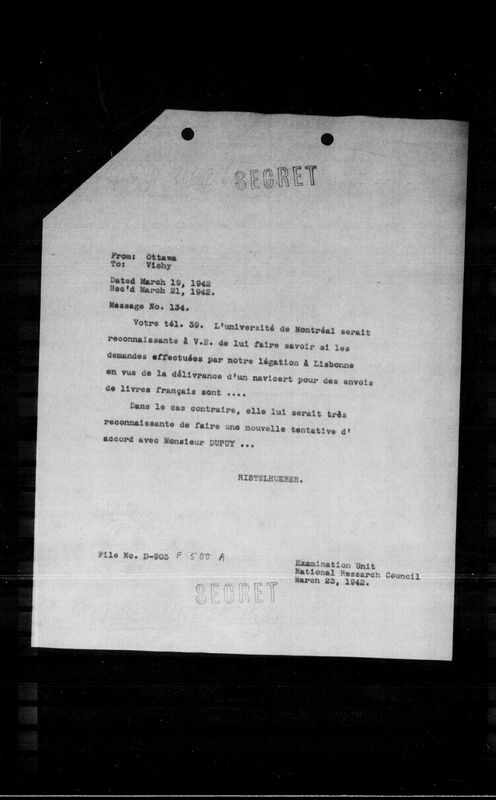 SECRET
From: Ottawa
To: Vichy
Dated March 19, 1942
Rec'd March 21, 1942.
Message No. 134.
Votre tél. 39. L'université de Montréal serait
reconnaissante à V.E. de lui faire savoir si les
demandes effectuées par notre légation à Lisbonne
en vue de la délivrance d'un navicert pour des envois
de livres français sont ....
Dans le cas contraire, elle lui serait très
reconnaissante de faire une nouvelle tentative d'
accord avec Monsieur DUPUY ...
RISTELHUEBER.
File No. D-903 F 500 A
Examination Unit
National Research Council
March 23, 1942.
SECRET